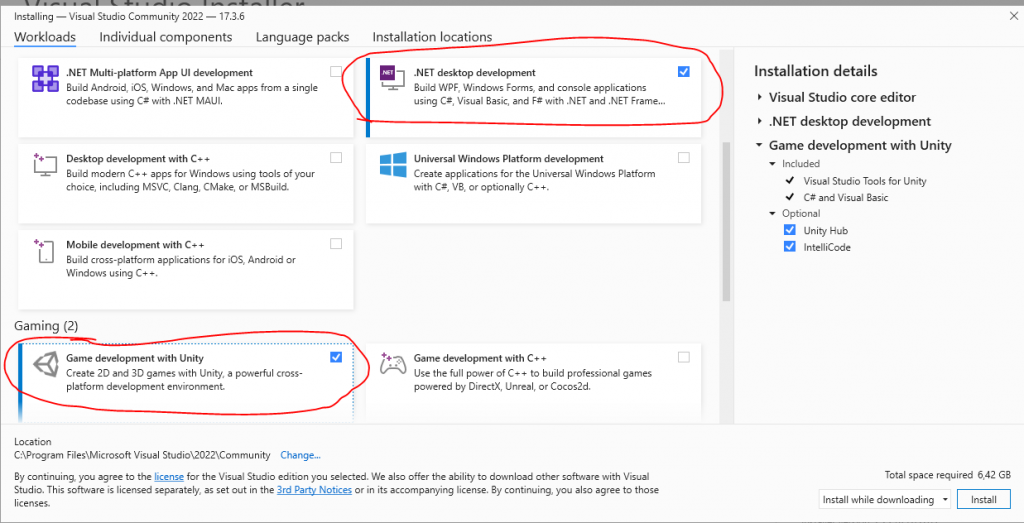 Visual Studio Installer
Installing — Visual Studio Community 2022 — 17.3.6
Workloads Individual components Language packs Installation locations
.NET Multi-platform App UI development
Build Android, iOS, Windows, and Mac apps from a single
codebase using C# with .NET MAUI.
.NET
.NET desktop development
Build WPF, Windows Forms, and console applications
using C#, Visual Basic, and F# with .NET and .NET Frame...
Desktop development with C++
Build modern C++ apps for Windows using tools of your
choice, including MSVC, Clang, CMake, or MSBuild.
Universal Windows Platform development
Create applications for the Universal Windows Platform
with C#, VB, or optionally C++.
Mobile development with C++
Build cross-platform applications for iOS, Android or
Windows using C++.
Gaming (2)
Game development with Unity
Create 2D and 3D games with Unity, a powerful cross-
platform development environment.
Game development with C++
Use the full power of C++ to build professional games
powered by DirectX, Unreal, or Cocos2d.
Installation details
Visual Studio core editor
.NET desktop development
Game development with Unity
Included
Visual Studio Tools for Unity
C# and Visual Basic
Optional
Unity Hub
IntelliCode
Location
C:\Program Files\Microsoft Visual Studio\2022\Community Change...
By continuing, you agree to the license for the Visual Studio edition you selected. We also offer the ability to download other software with Visual
Studio. This software is licensed separately, as set out in the 3rd Party Notices or in its accompanying license. By continuing, you also agree to those
licenses.
Total space required 6,42 GB
Install while downloading
Install